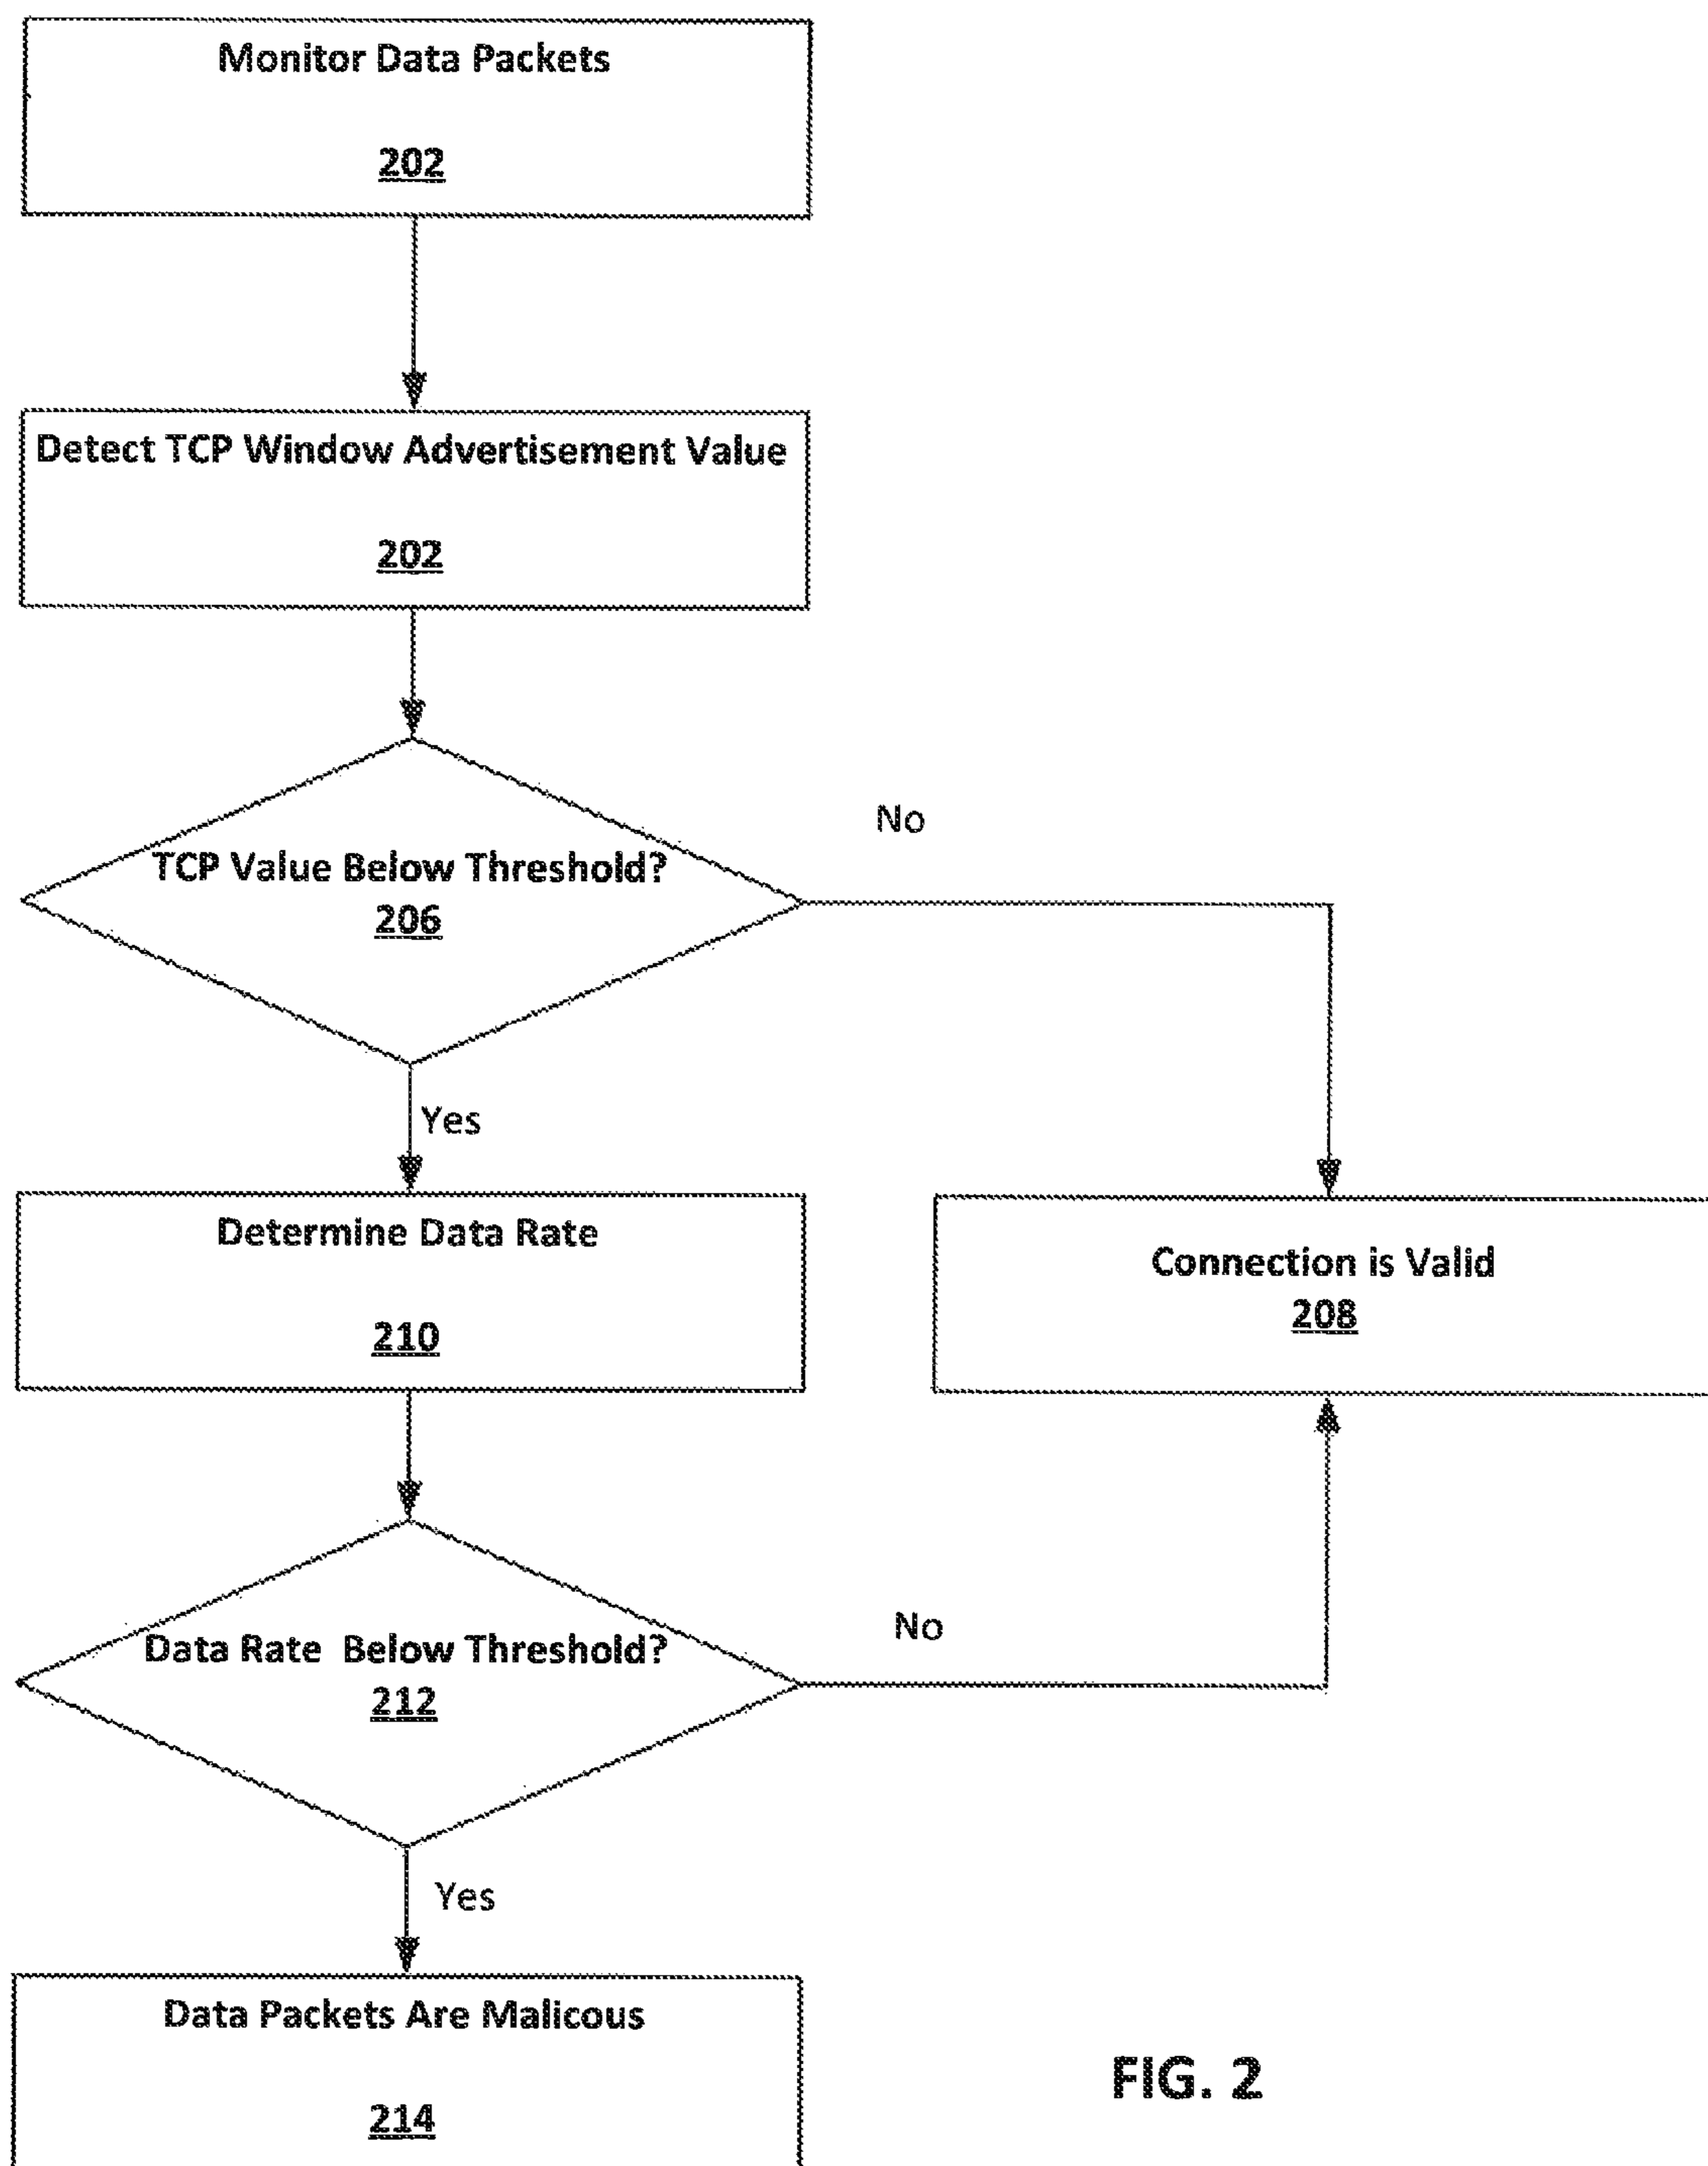 Monitor Data Packets
202
Detect TCP Window Advertisement Value
202
TCP Value Below Threshold?
206
No
Yes
Determine Data Rate
210
Connection is Valid
208
Data Rate Below Threshold?
212
No
Yes
Data Packets Are Malicous
214
FIG. 2